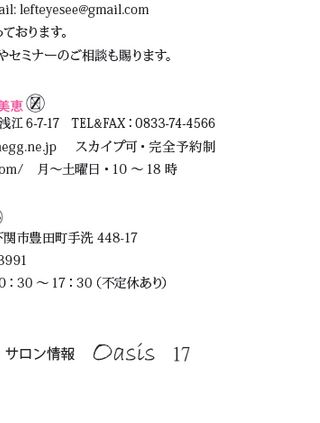 ail: lefteyesee@gmail.com
っております。
やセミナーのご相談も賜ります。
美恵 Ⓩ
浅江 6-7-17 TEL&FAX：0833-74-4566
egg.ne.jp スカイプ可・完全予約制
om/ 月〜土曜日・10 〜 18 時
下関市豊田町手洗 448-17
3991
0：30 〜 17：30（不定休あり）
サロン情報 Oasis 17